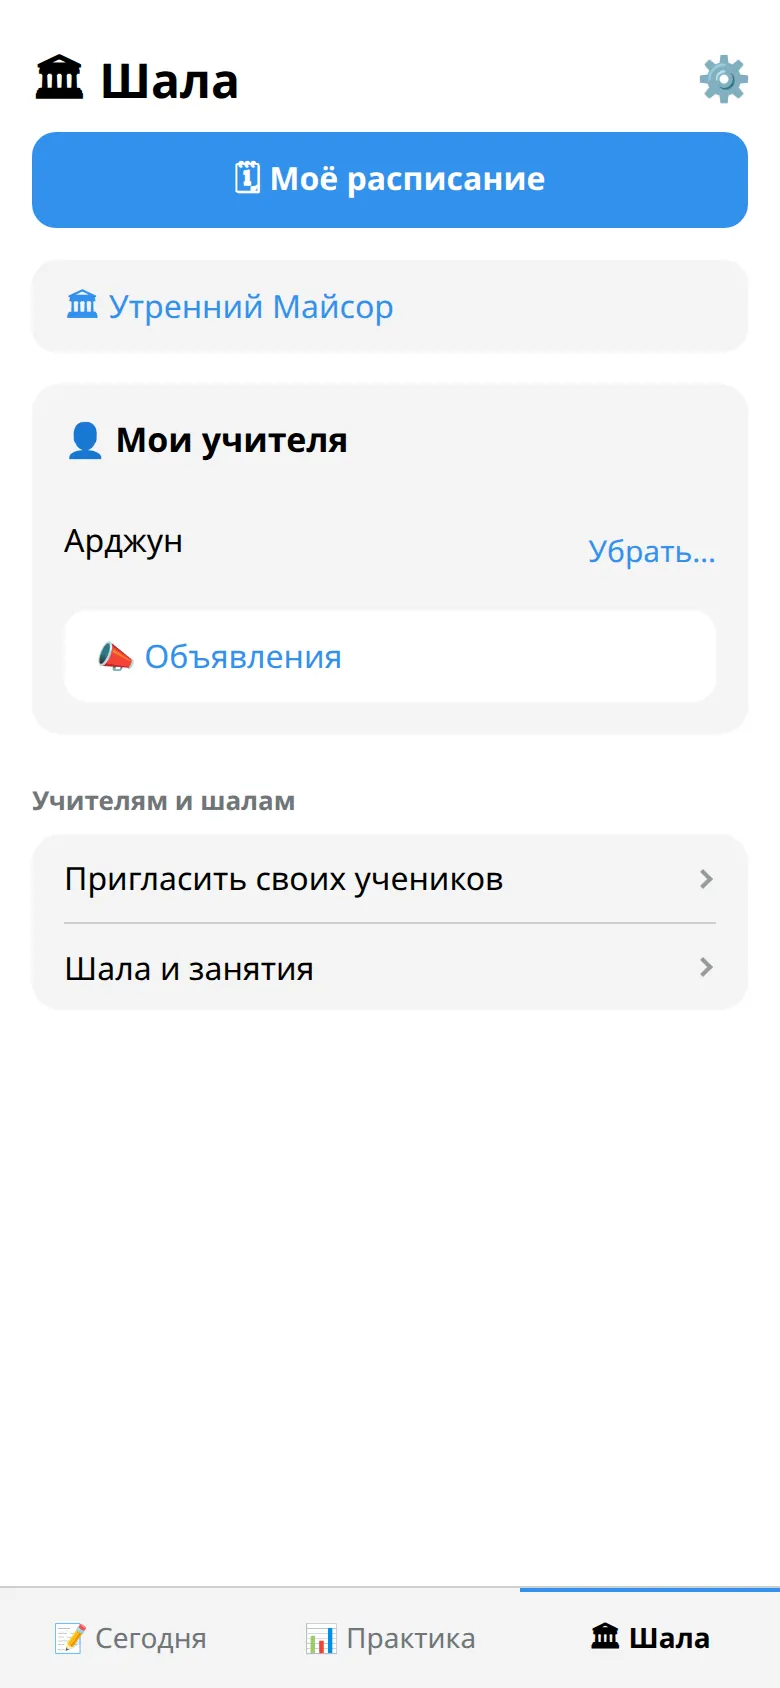 🏛 Шала
🗓 Моё расписание
🏛 Утренний Майсор
👤 Мои учителя
Арджун
Убрать...
📣 Объявления
Учителям и шалам
Пригласить своих учеников
Шала и занятия
📝 Сегодня
📊 Практика
🏛 Шала